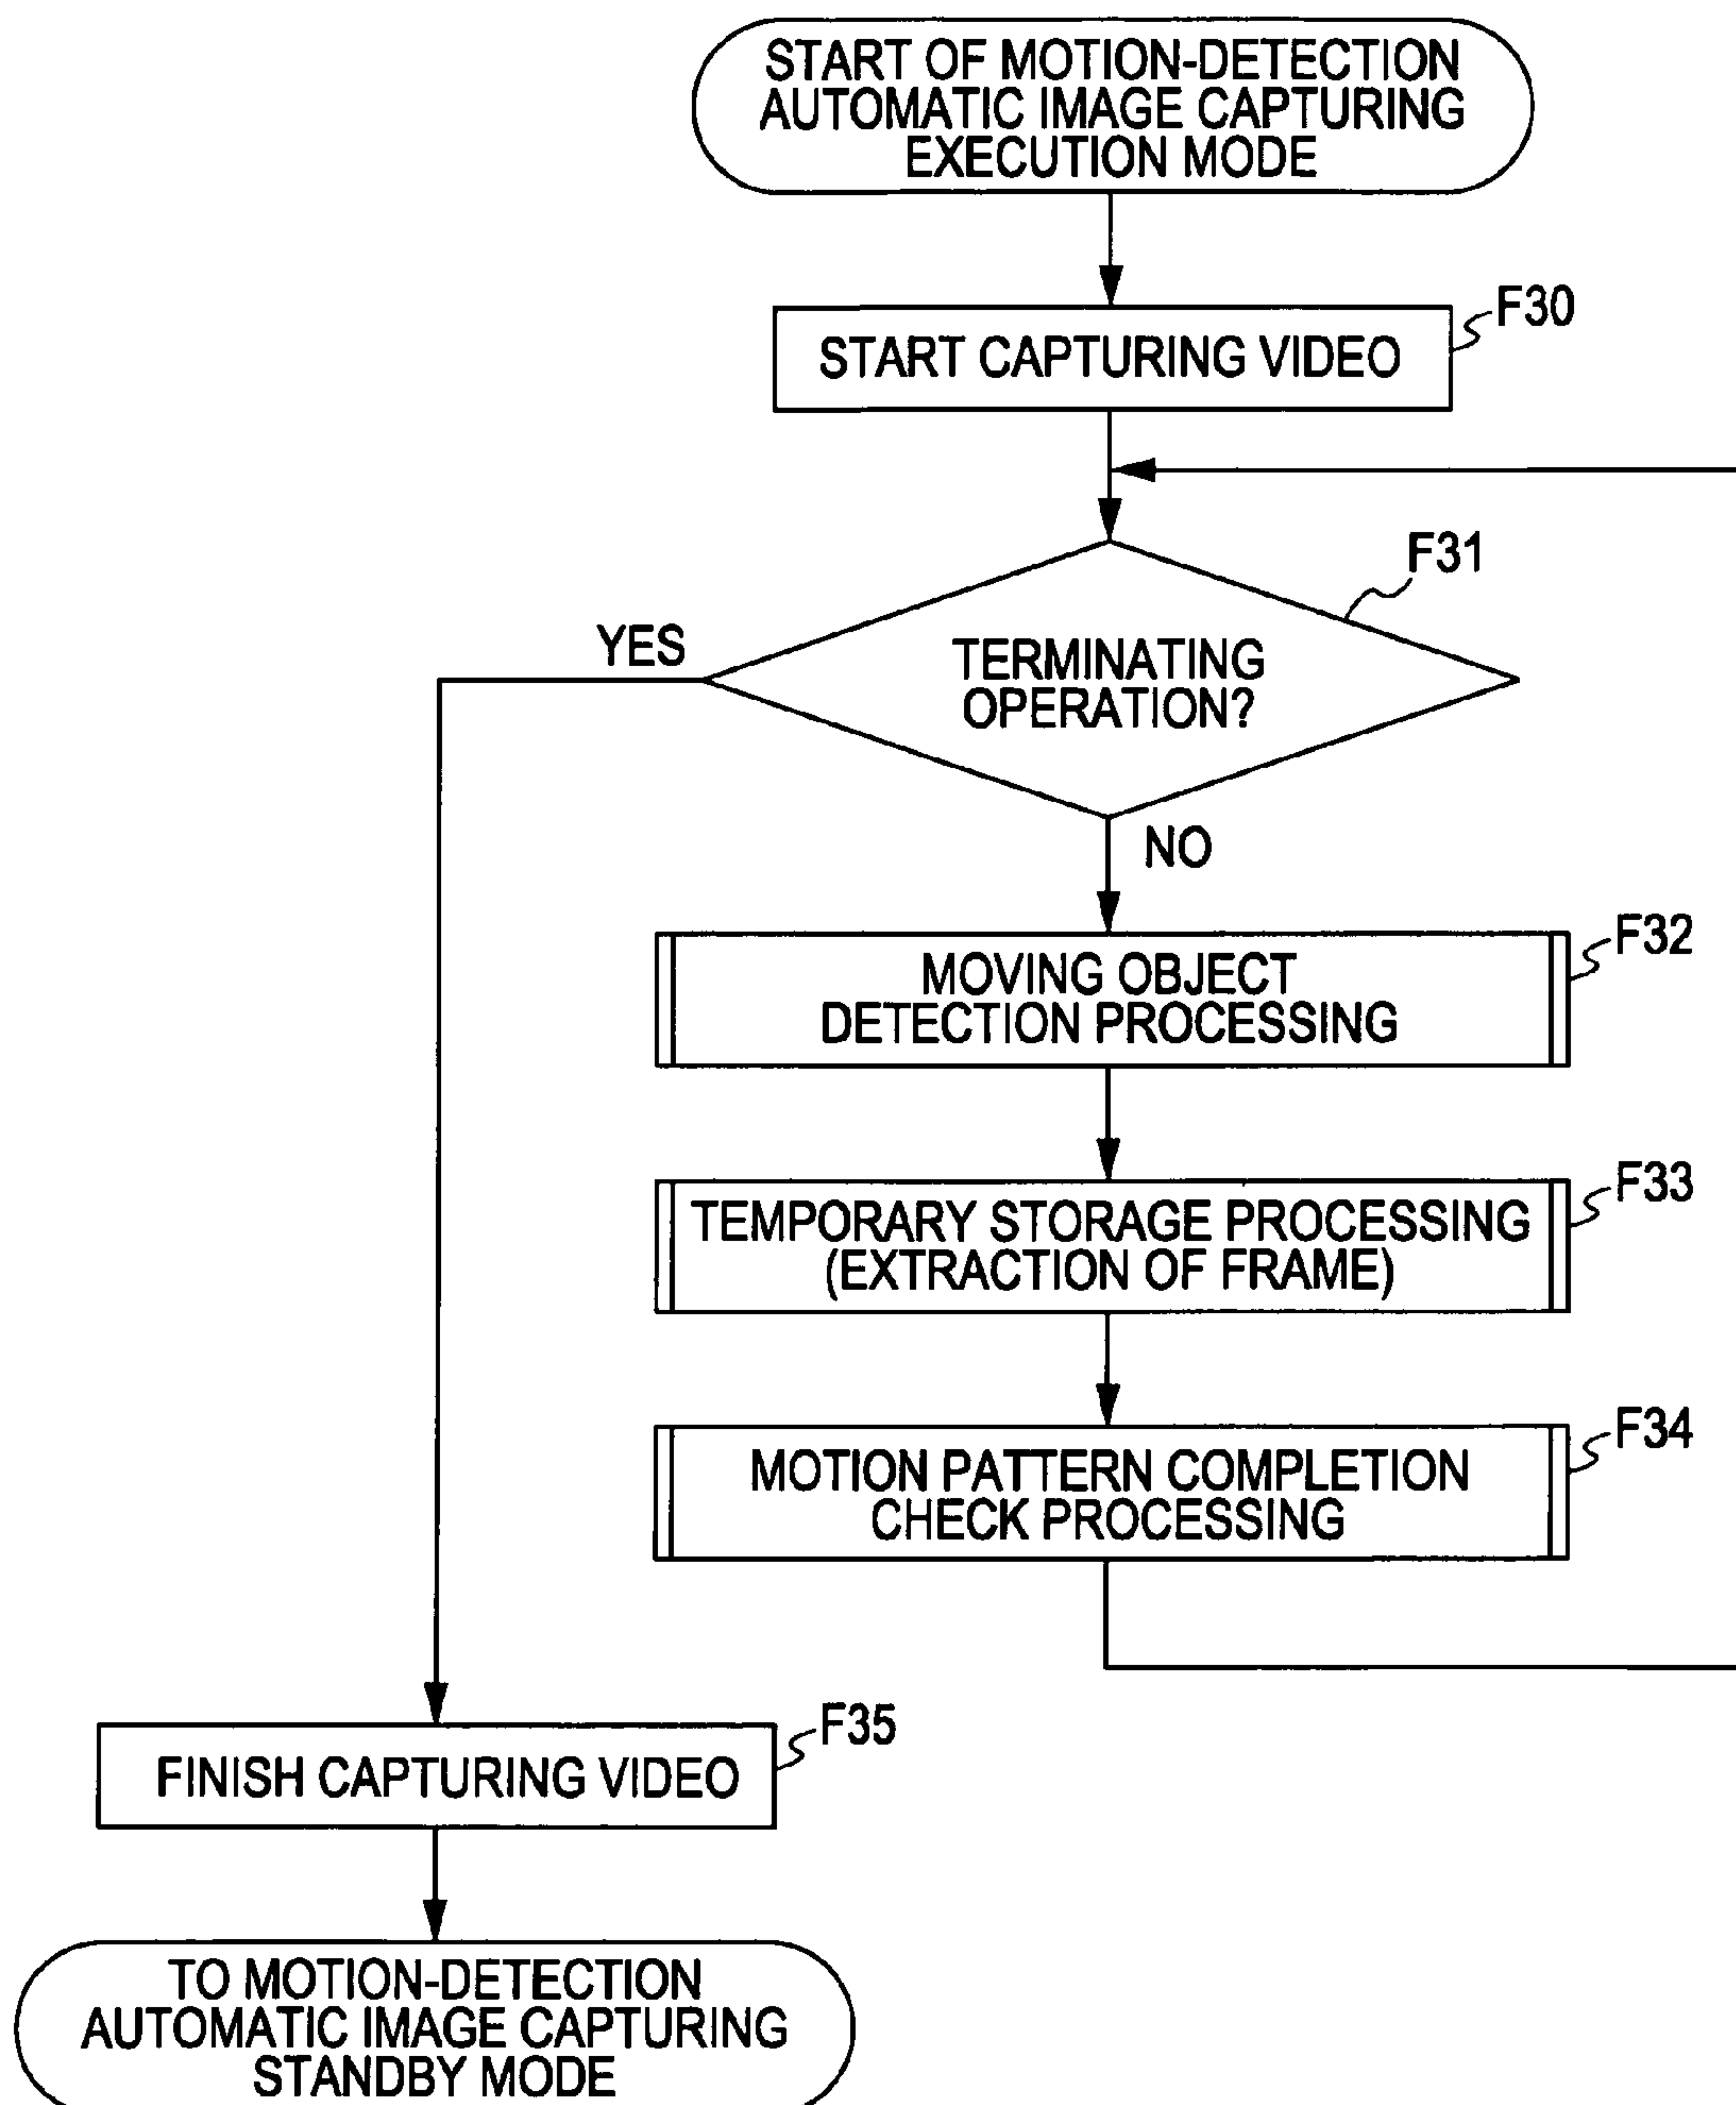 START OF MOTION-DETECTION
AUTOMATIC IMAGE CAPTURING
EXECUTION MODE
F30
START CAPTURING VIDEO
F31
YES
TERMINATING
OPERATION?
NO
F32
MOVING OBJECT
DETECTION PROCESSING
F33
TEMPORARY STORAGE PROCESSING
(EXTRACTION OF FRAME)
F34
MOTION PATTERN COMPLETION
CHECK PROCESSING
F35
FINISH CAPTURING VIDEO
TO MOTION-DETECTION
AUTOMATIC IMAGE CAPTURING
STANDBY MODE